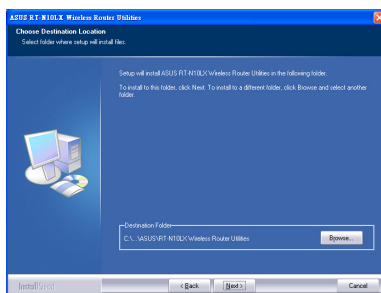 ASUS RT-N10LX Wireless Router Utilities
Choose Destination Location
Select folder where setup will install files.
Setup will install ASUS RT-N10LX Wireless Router Utilities in the following folder.
To install to this folder, click Next. To install to a different folder, click Browse and select another
folder.
Destination Folder
C:\...\ASUS\RT-N10LX Wireless Router Utilities
Browse...
InstallShield
< Back
Next >
Cancel